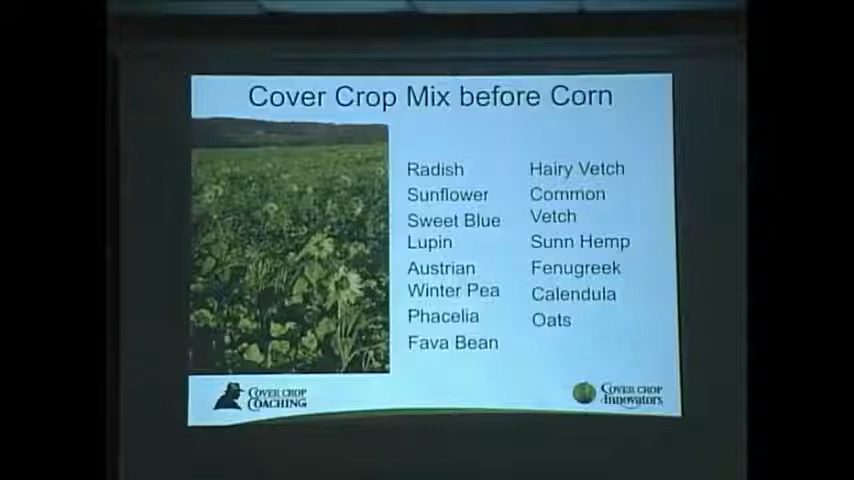 Cover Crop Mix before Corn
Radish
Sunflower
Sweet Blue
Lupin
Austrian
Winter Pea
Phacelia
Fava Bean
Hairy Vetch
Common
Vetch
Sunn Hemp
Fenugreek
Calendula
Oats
COVER CROP
COACHING
COVER CROP
INNOVATORS